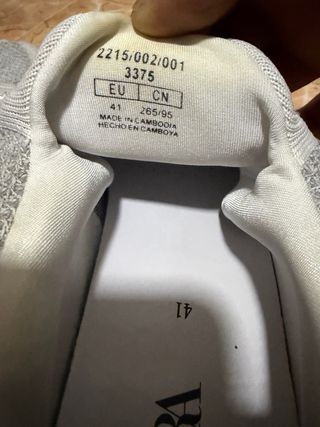 2215/002/001
3375
EU CN
41 265/95
MADE IN CAMBODIA
HECHO EN CAMBOYA
41